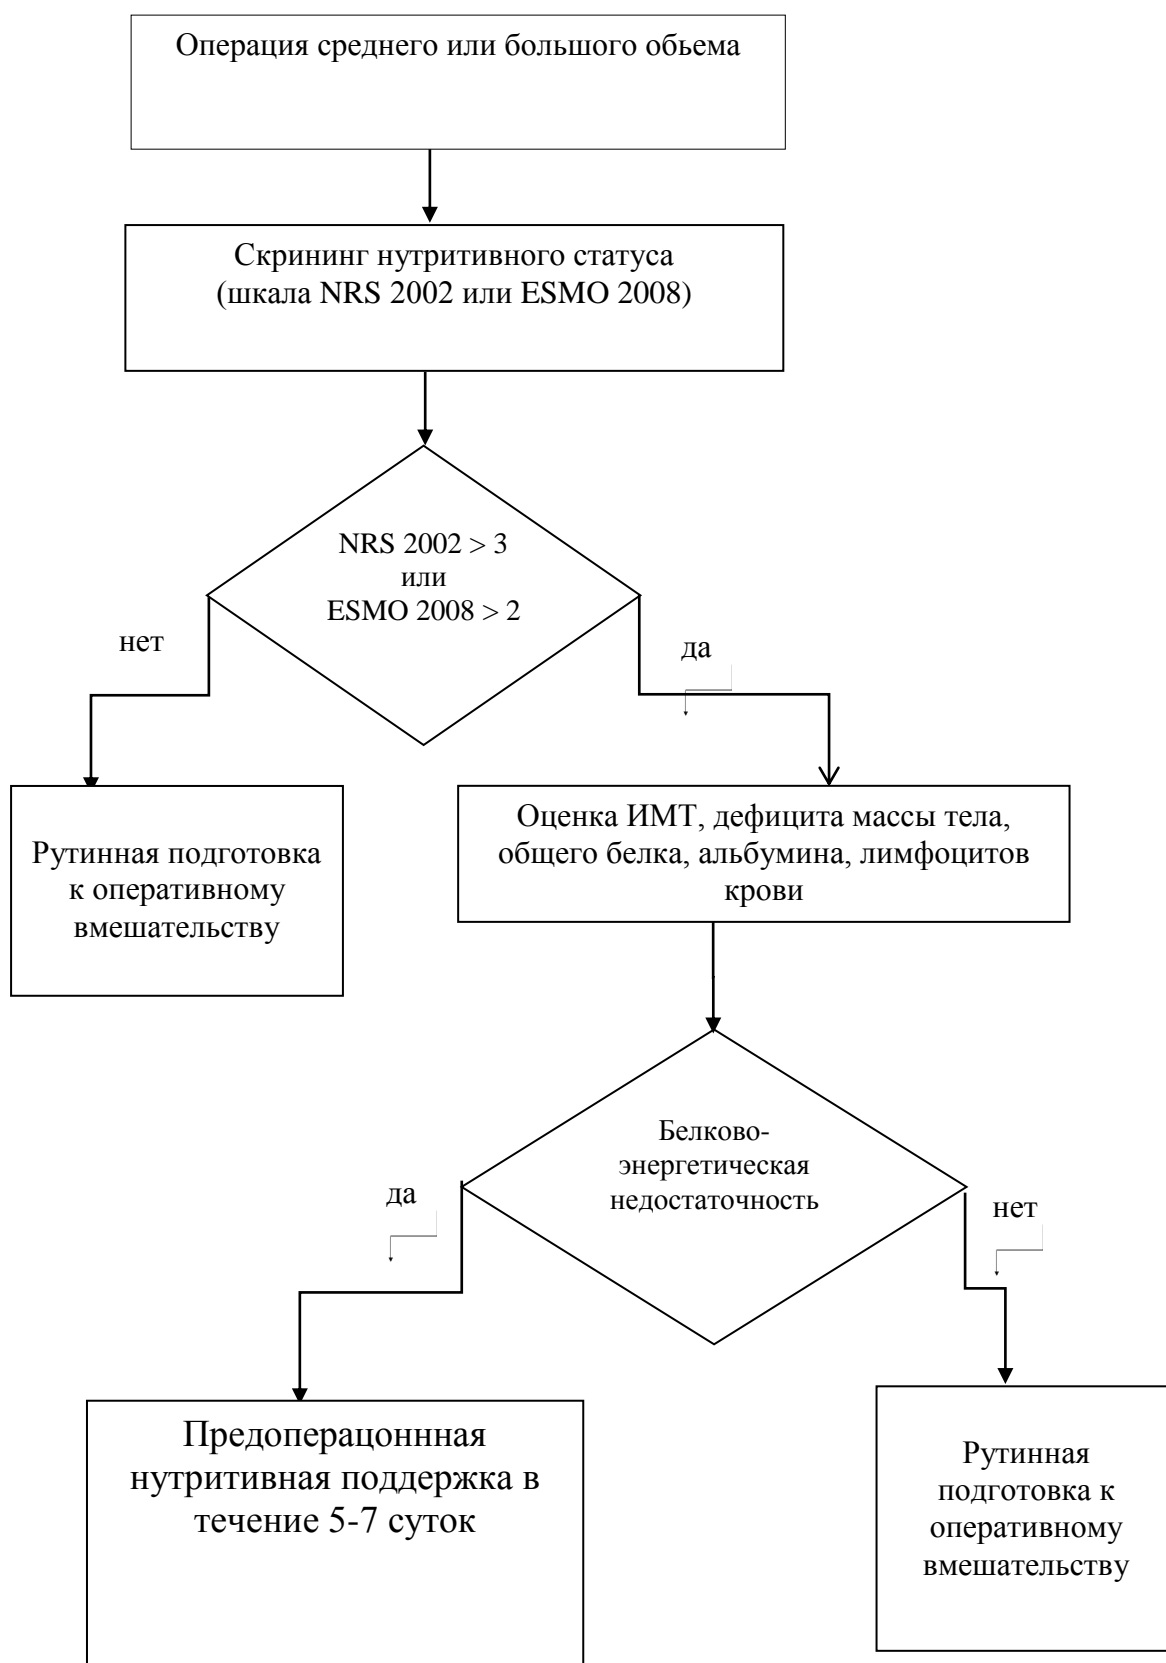 Операция среднего или большого обьема
Скрининг нутритивного статуса
(шкала NRS 2002 или ESMO 2008)
NRS 2002 > 3
или
ESMO 2008 > 2
нет
да
Рутинная подготовка
к оперативному
вмешательству
Оценка ИМТ, дефицита массы тела,
общего белка, альбумина, лимфоцитов
крови
Белково-
энергетическая
недостаточность
да
нет
Предоперацоннная
нутритивная поддержка в
течение 5-7 суток
Рутинная
подготовка к
оперативному
вмешательству